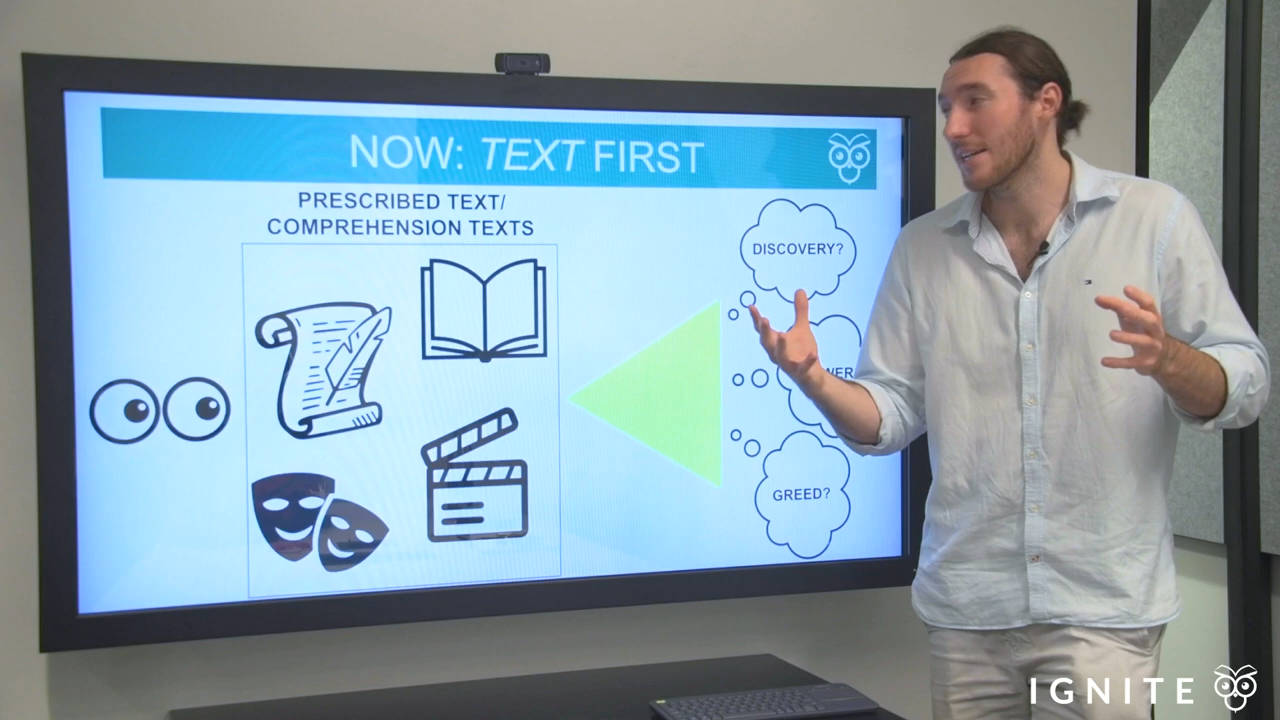 NOW: TEXT FIRST
PRESCRIBED TEXT/
COMPREHENSION TEXTS
DISCOVERY?
GREED?
IGNITE